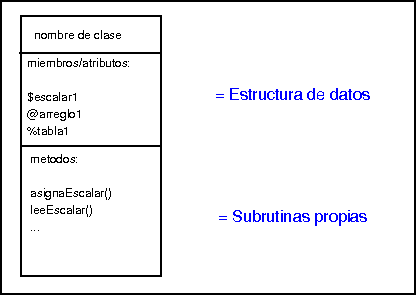 nombre de clase
miembros/atributos:
$escalar1
@arreglo1
%tabla1
= Estructura de datos
metodos:
asignaEscalar()
leeEscalar()
...
= Subrutinas propias